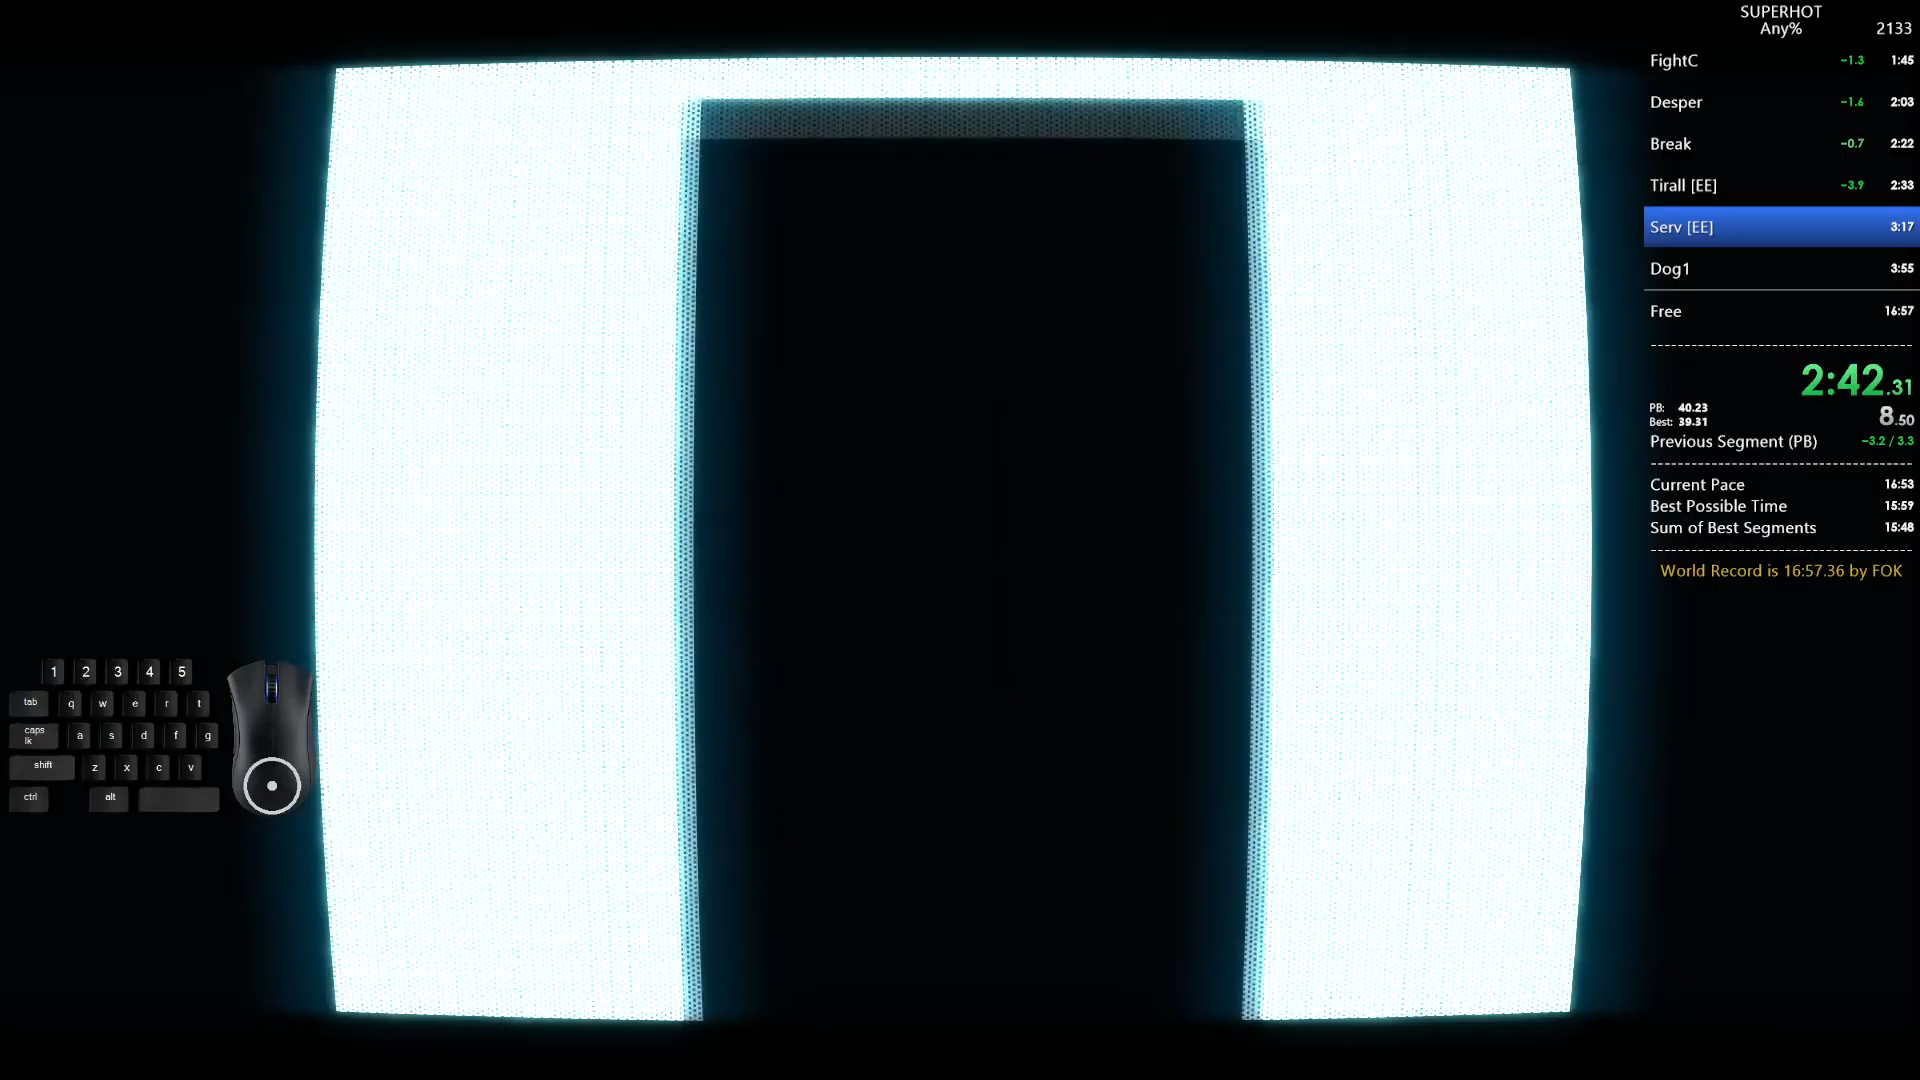 SUPERHOT
Any% 2133
FightC -1.3 1:45
Desper -1.6 2:03
Break -0.7 2:22
Tirall [EE] -3.9 2:33
Serv [EE] 3:17
Dog1 3:55
Free 16:57
2:42.31
PB: 40.23
8.50
Best: 39.31
Previous Segment (PB) -3.2 / 3.3
Current Pace 16:53
Best Possible Time 15:59
Sum of Best Segments 15:48
World Record is 16:57.36 by FOK
1 2 3 4 5
tab q w e r t
caps lk a s d f g
shift z x c v
ctrl alt